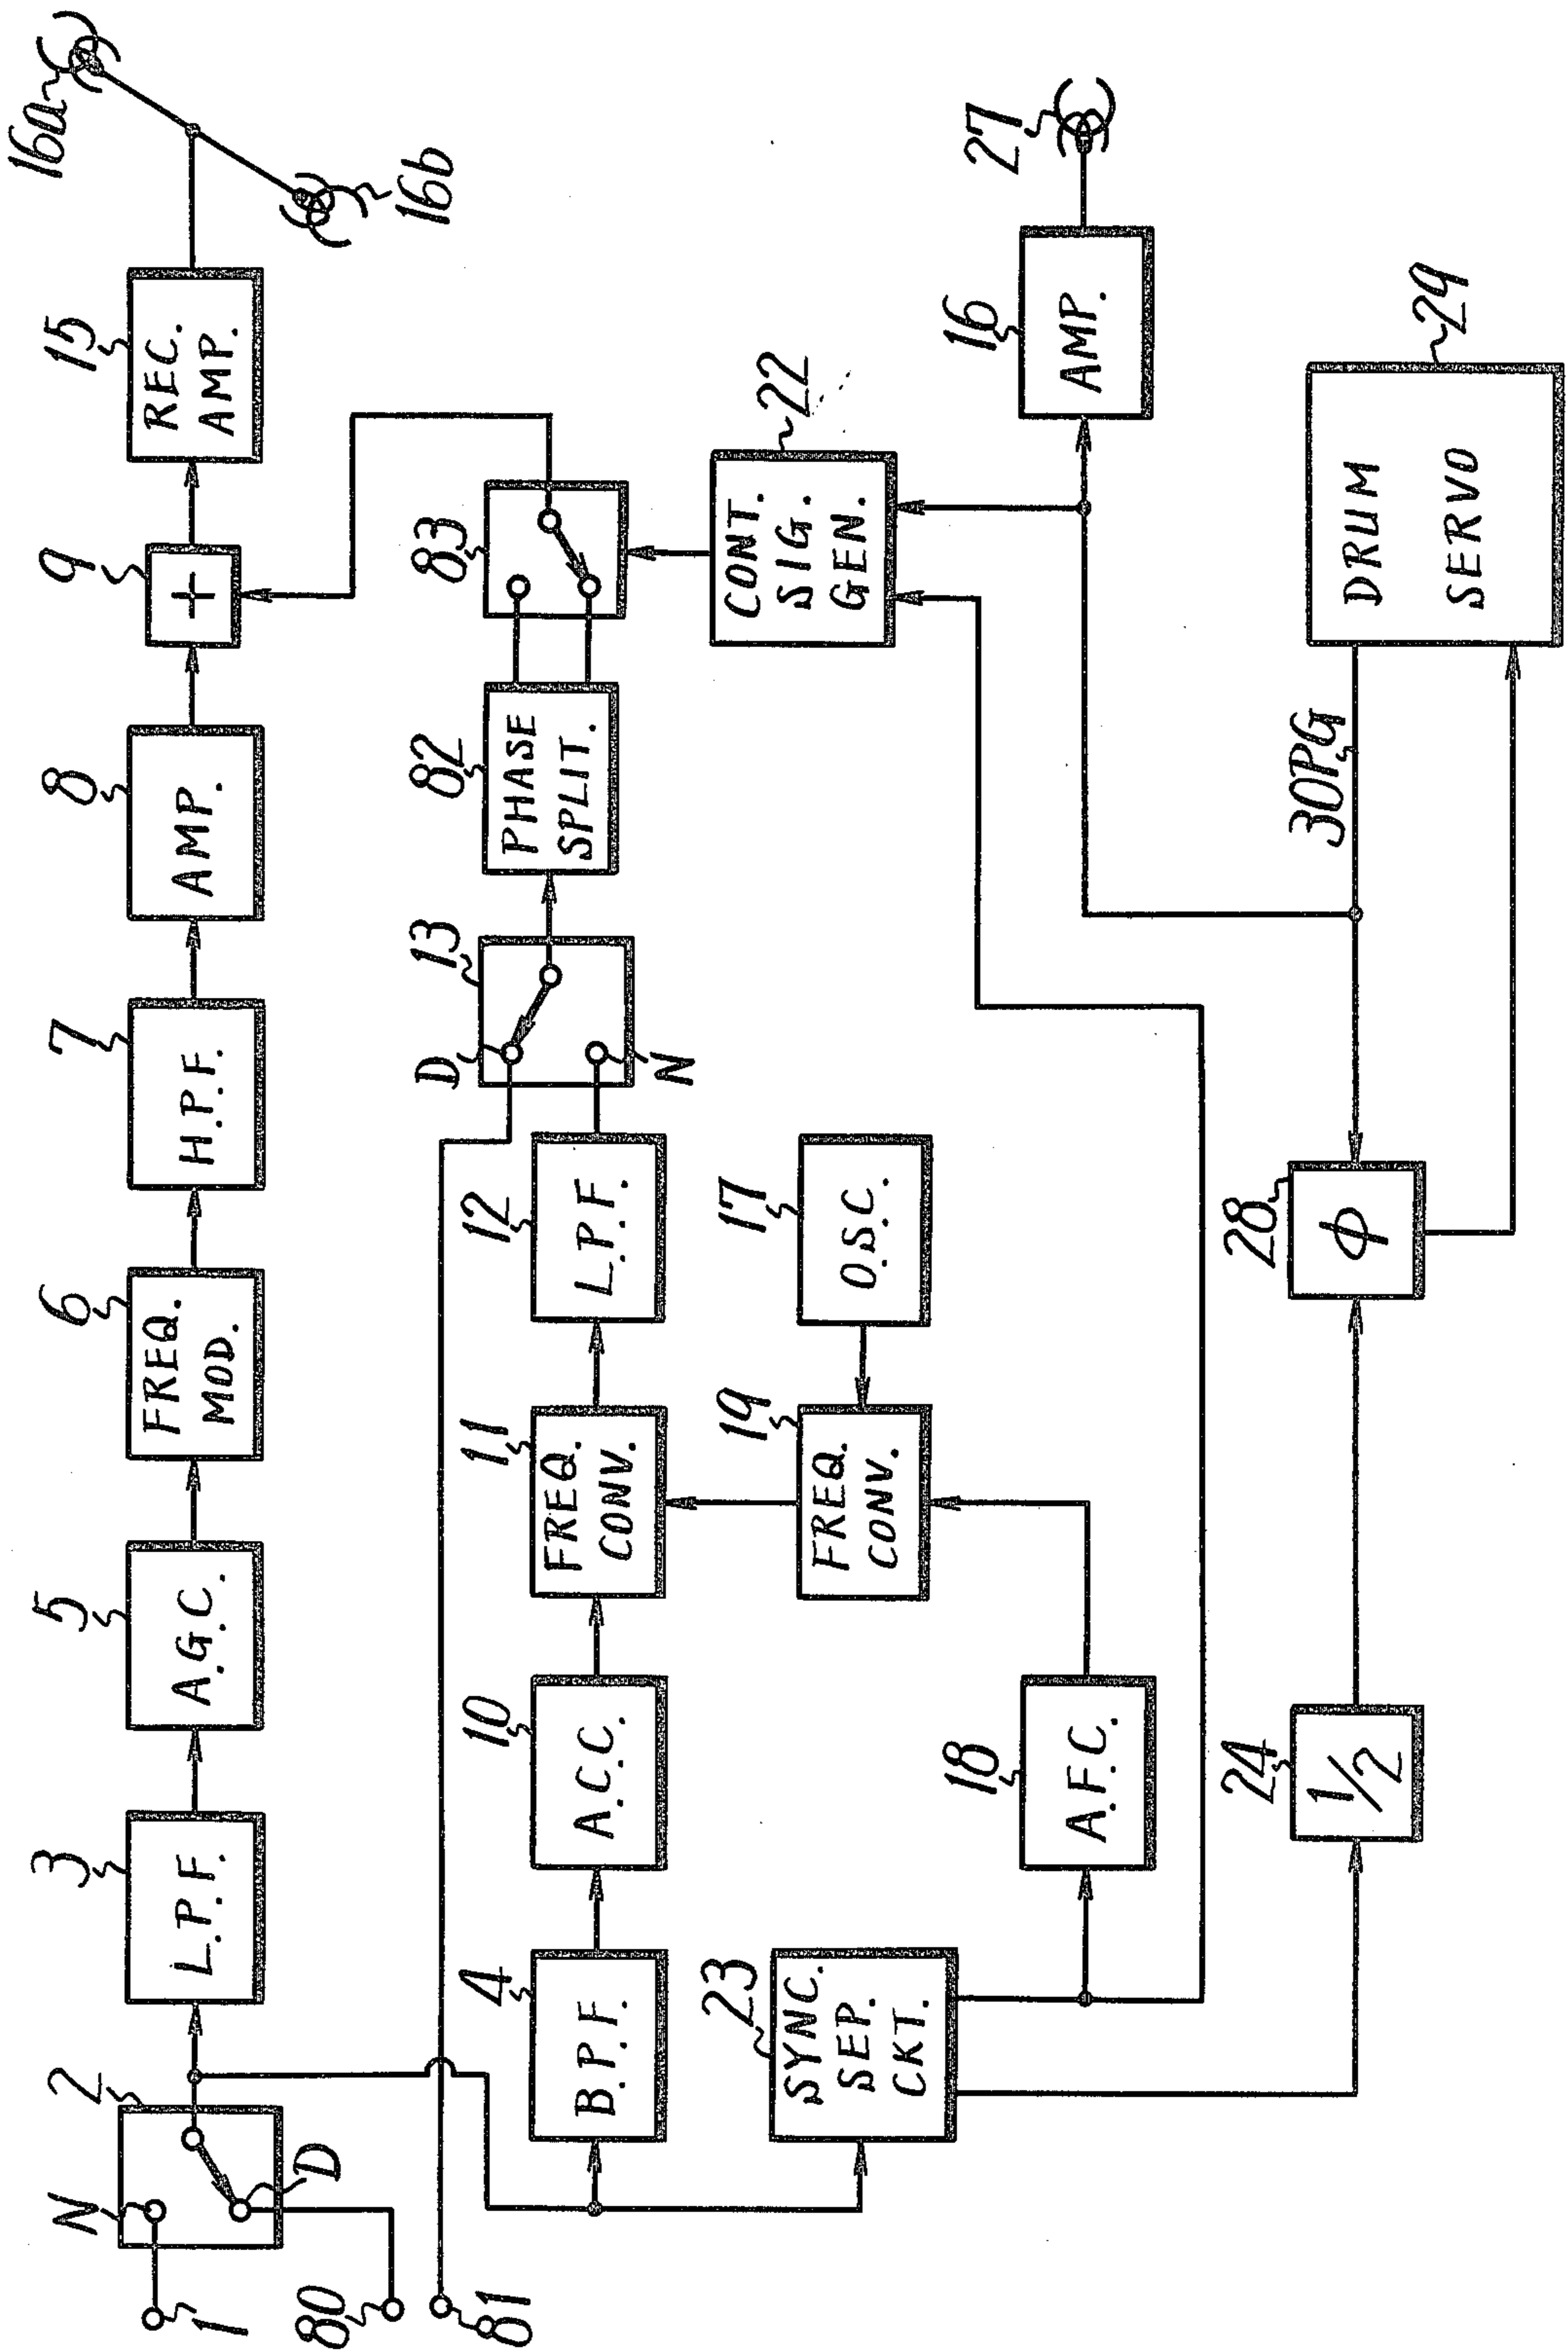 1
N
2
D
80
81
3
L.P.F.
5
A.G.C.
6
FREQ.
MOD.
7
H.P.F.
8
AMP.
9
+
15
REC.
AMP.
16a
16b
4
B.P.F.
10
A.C.C.
11
FREQ.
CONV.
12
L.P.F.
13
D
N
82
PHASE
SPLIT.
83
23
SYNC.
SEP.
CKT.
18
A.F.C.
19
FREQ.
CONV.
17
O.S.C.
22
CONT.
SIG.
GEN.
16
AMP.
27
24
1/2
28
φ
30PG
29
DRUM
SERVO